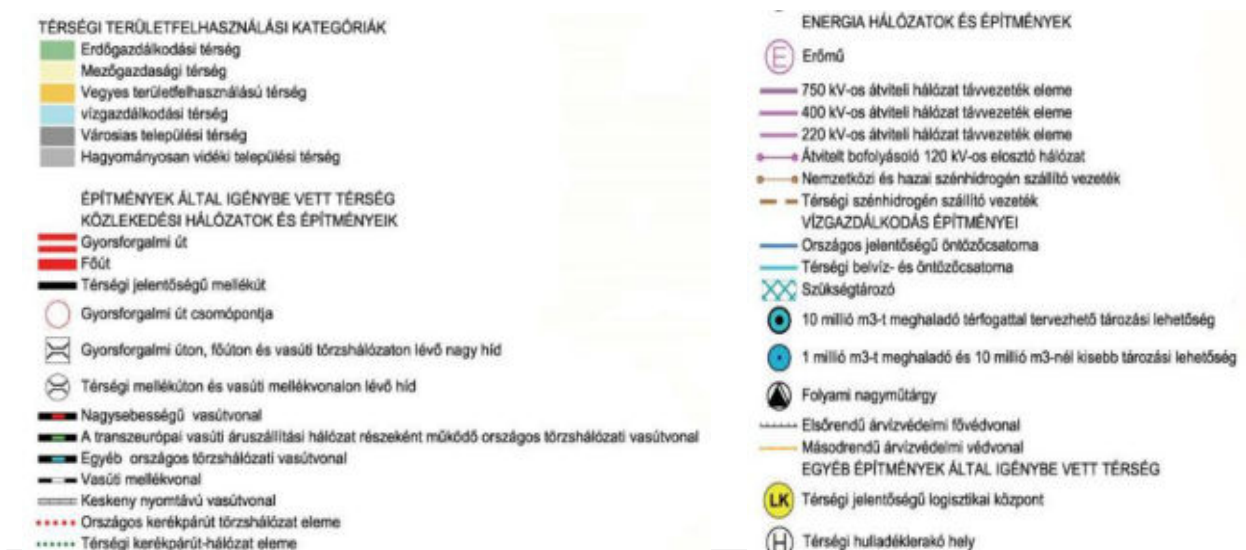 TÉRSÉGI TERÜLETFELHASZNÁLÁSI KATEGÓRIÁK
Erdőgazdálkodási térség
Mezőgazdasági térség
Vegyes területfelhasználású térség
vízgazdálkodási térség
Városias települési térség
Hagyományosan vidéki települési térség
ÉPÍTMÉNYEK ÁLTAL IGÉNYBE VETT TÉRSÉG
KÖZLEKEDÉSI HÁLÓZATOK ÉS ÉPÍTMÉNYEIK
Gyorsforgalmi út
Főút
Térségi jelentőségű mellékút
Gyorsforgalmi út csomópontja
Gyorsforgalmi úton, főúton és vasúti törzshálózaton lévő nagy híd
Térségi mellékúton és vasúti mellékvonalon lévő híd
Nagysebességű vasútvonal
A transzeurópai vasúti áruszállítási hálózat részeként működő országos törzshálózati vasútvonal
Egyéb országos törzshálózati vasútvonal
Vasúti mellékvonal
Keskeny nyomtávú vasútvonal
Országos kerékpárút törzshálózat eleme
Térségi kerékpárút-hálózat eleme
ENERGIA HÁLÓZATOK ÉS ÉPÍTMÉNYEK
E Erőmű
750 kV-os átviteli hálózat távvezeték eleme
400 kV-os átviteli hálózat távvezeték eleme
220 kV-os átviteli hálózat távvezeték eleme
Átvitelt bofolyásoló 120 kV-os elosztó hálózat
Nemzetközi és hazai szénhidrogén szállító vezeték
Térségi szénhidrogén szállító vezeték
VÍZGAZDÁLKODÁS ÉPÍTMÉNYEI
Országos jelentőségű öntözőcsatorna
Térségi belvíz- és öntözőcsatorna
Szükségtározó
10 millió m3-t meghaladó térfogattal tervezhető tározási lehetőség
1 millió m3-t meghaladó és 10 millió m3-nél kisebb tározási lehetőség
Folyami nagyműtárgy
Elsőrendű árvízvédelmi fővédvonal
Másodrendű árvízvédelmi védvonal
EGYÉB ÉPÍTMÉNYEK ÁLTAL IGÉNYBE VETT TÉRSÉG
LK Térségi jelentőségű logisztikai központ
H Térségi hulladéklerakó hely